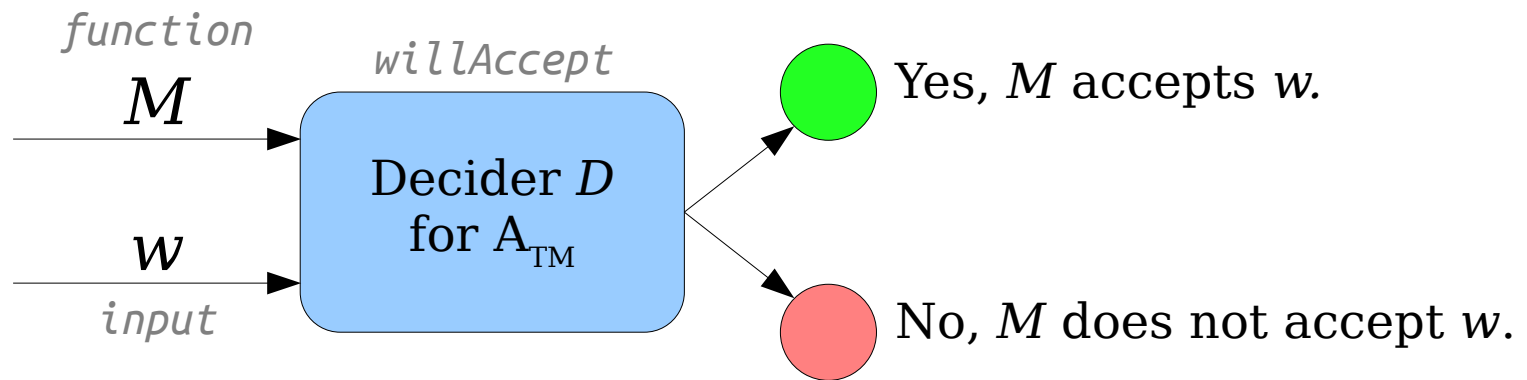 function
M
willAccept
Decider D
for A_TM
w
input
Yes, M accepts w.
No, M does not accept w.